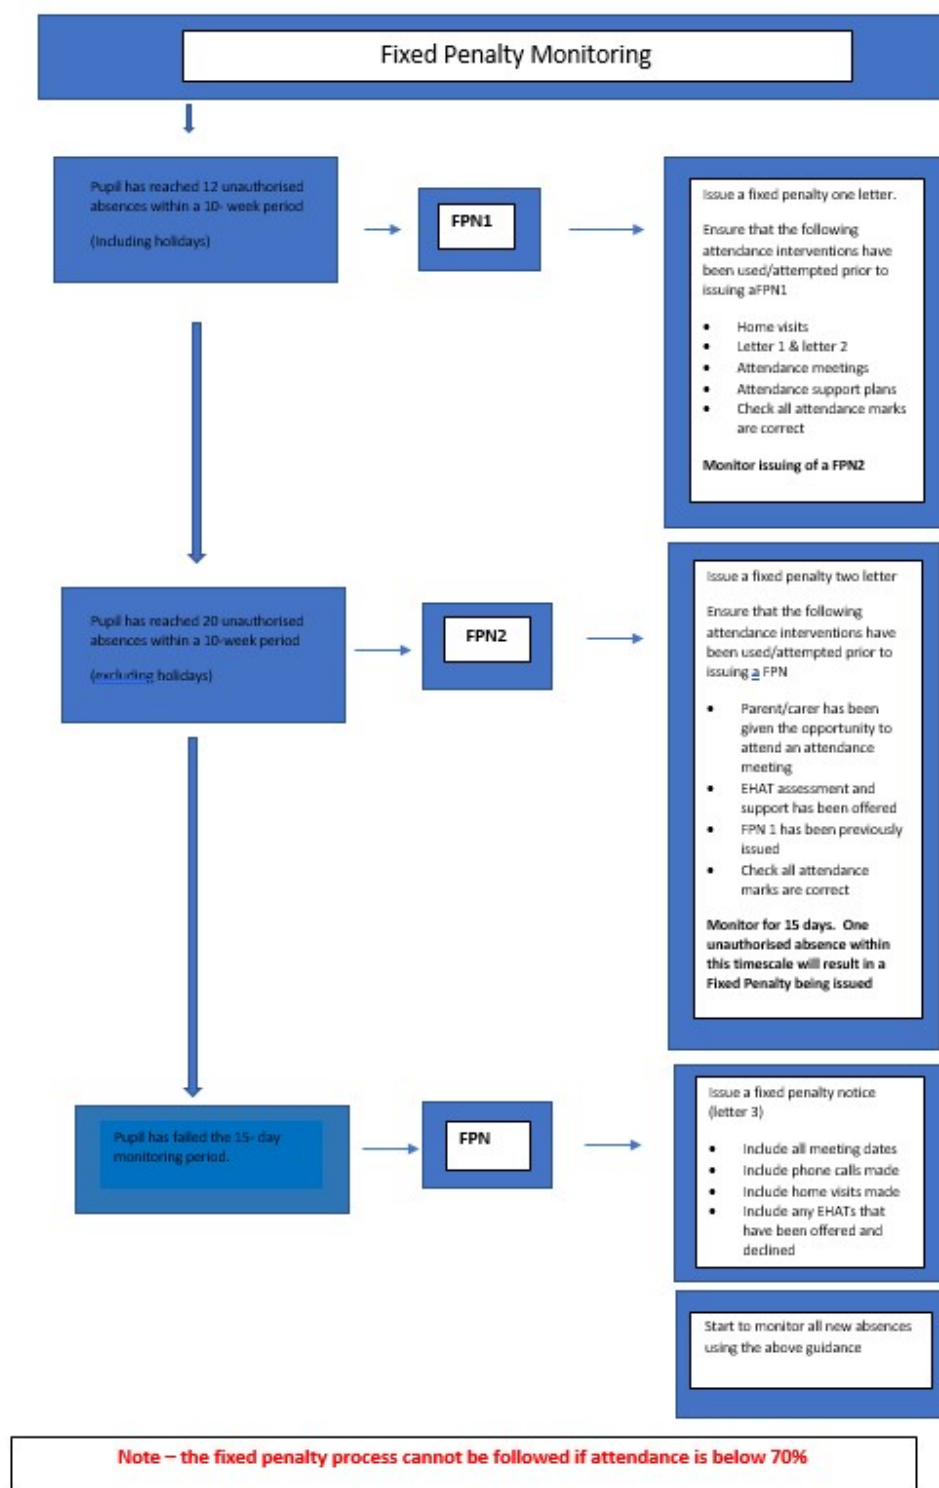 Fixed Penalty Monitoring
Pupil has reached 12 unauthorised
absences within a 10- week period
(Including holidays)
FPN1
Issue a fixed penalty one letter.
Ensure that the following
attendance interventions have
been used/attempted prior to
issuing aFPN1
• Home visits
• Letter 1 & letter 2
• Attendance meetings
• Attendance support plans
• Check all attendance marks
are correct
Monitor issuing of a FPN2
Pupil has reached 20 unauthorised
absences within a 10-week period
(excluding holidays)
FPN2
Issue a fixed penalty two letter
Ensure that the following
attendance interventions have
been used/attempted prior to
issuing a FPN
• Parent/carer has been
given the opportunity to
attend an attendance
meeting
• EHAT assessment and
support has been offered
• FPN 1 has been previously
issued
• Check all attendance
marks are correct
Monitor for 15 days.  One
unauthorised absence within
this timescale will result in a
Fixed Penalty being issued
Pupil has failed the 15- day
monitoring period.
FPN
Issue a fixed penalty notice
(letter 3)
• Include all meeting dates
• Include phone calls made
• Include home visits made
• Include any EHATs that
have been offered and
declined
Start to monitor all new absences
using the above guidance
Note – the fixed penalty process cannot be followed if attendance is below 70%